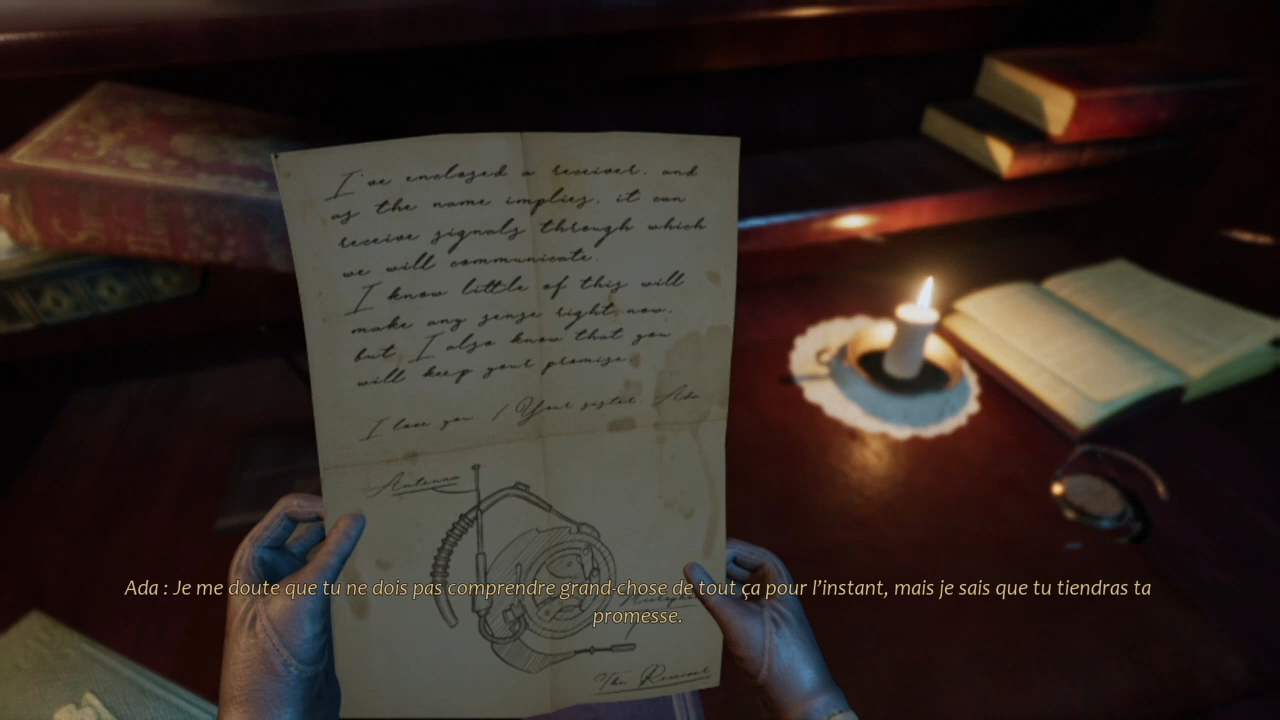 I've enclosed a receiver, and
as the name implies, it can
receive signals through which
we will communicate.
I know little of this will
make any sense right now,
but I also know that you
will keep your promise.
I love you / Your sister, Ada
Antenna
The Receiver
Ada : Je me doute que tu ne dois pas comprendre grand-chose de tout ça pour l'instant, mais je sais que tu tiendras ta
promesse.